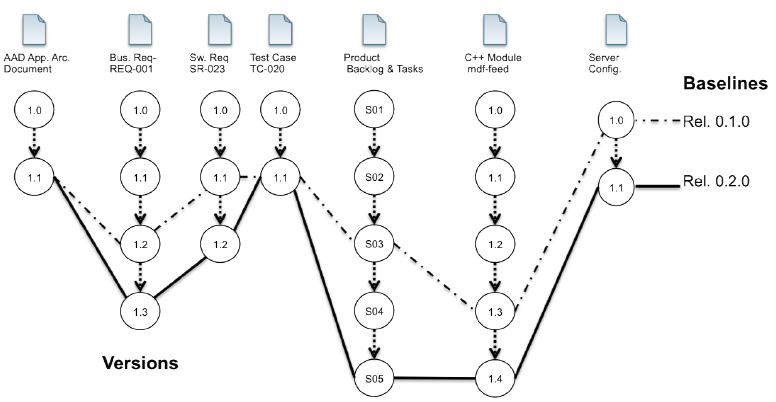 AAD App. Arc.
Document
Bus. Req-
REQ-001
Sw. Req
SR-023
Test Case
TC-020
Product
Backlog & Tasks
C++ Module
mdf-feed
Server
Config.
Baselines
1.0
1.0
1.0
1.0
S01
1.0
1.0
Rel. 0.1.0
1.1
1.1
1.1
1.1
S02
1.1
1.1
Rel. 0.2.0
1.2
1.2
S03
1.2
1.3
S04
1.3
Versions
S05
1.4